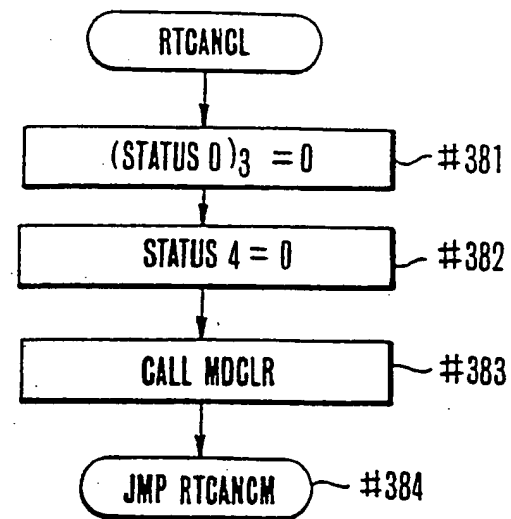 RTCANCL
(STATUS 0)3 = 0 #381
STATUS 4 = 0 #382
CALL MDCLR #383
JMP RTCANCM #384